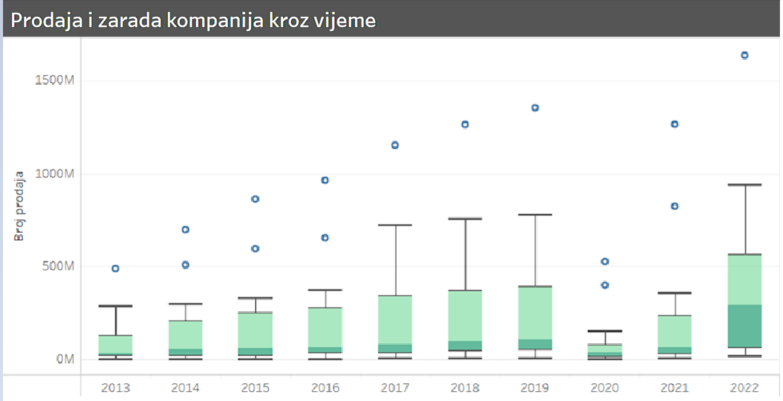 Prodaja i zarada kompanija kroz vijeme
1500M
1000M
500M
0M
Broj prodaja
2013 2014 2015 2016 2017 2018 2019 2020 2021 2022